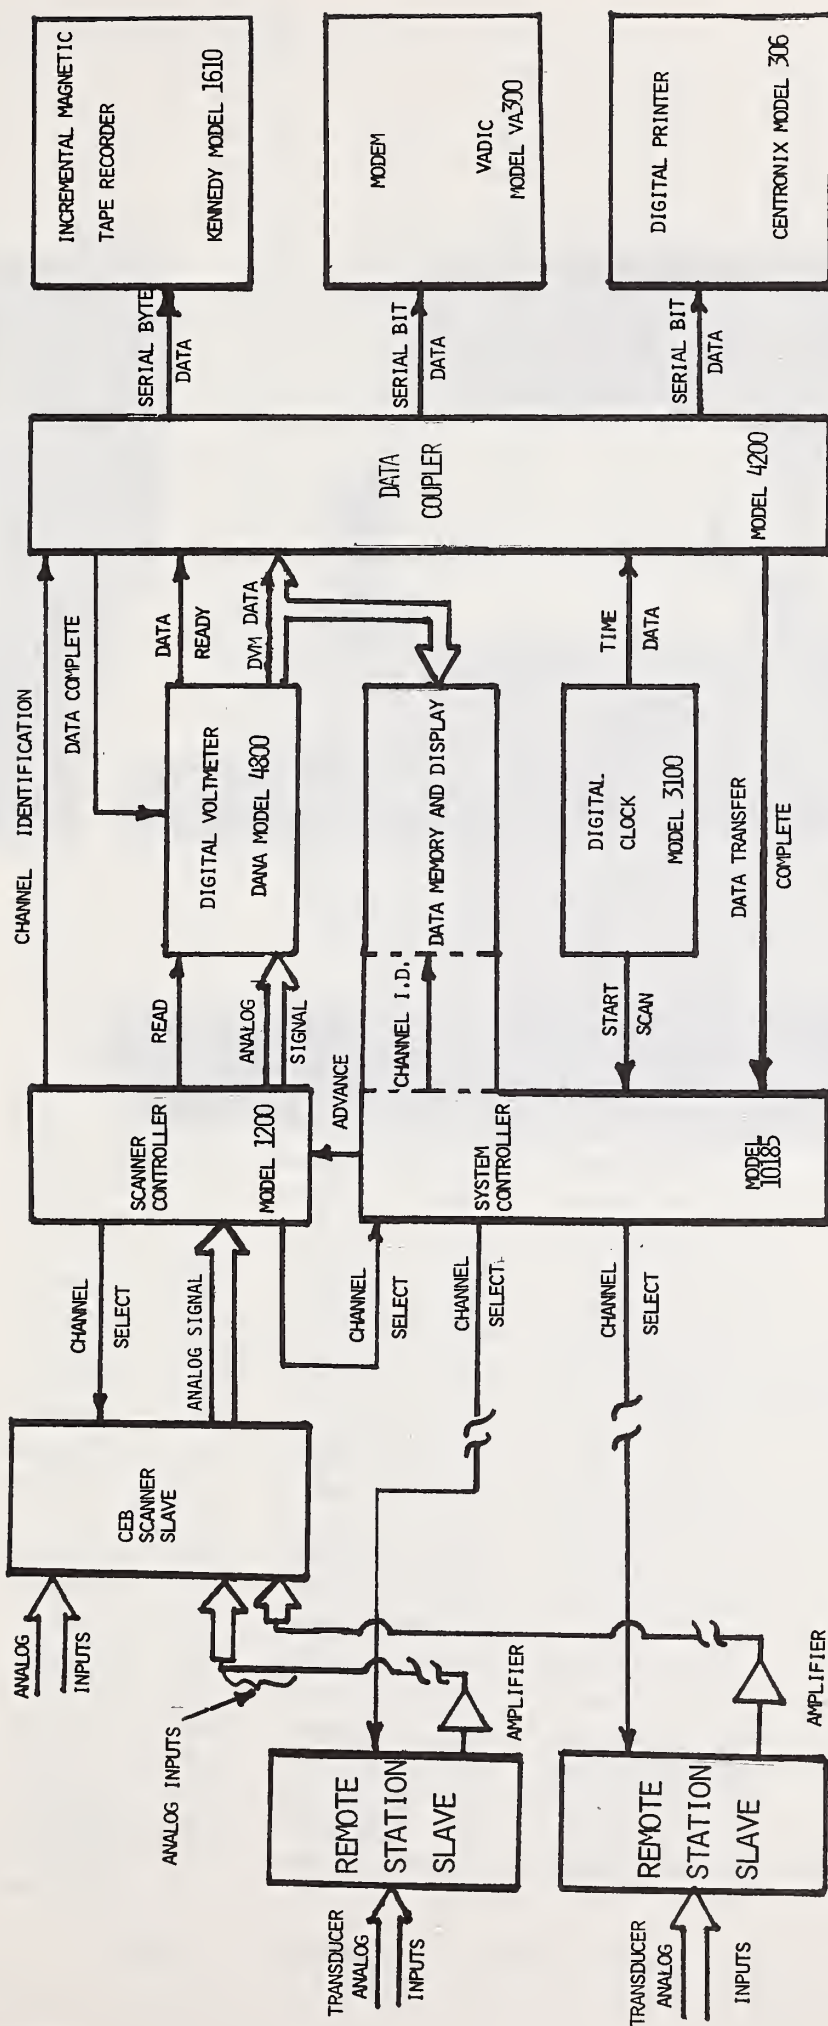 ANALOG
INPUTS
ANALOG INPUTS
TRANSDUCER
ANALOG
INPUTS
REMOTE
STATION
SLAVE
AMPLIFIER
TRANSDUCER
ANALOG
INPUTS
REMOTE
STATION
SLAVE
AMPLIFIER
CEB
SCANNER
SLAVE
CHANNEL
SELECT
ANALOG SIGNAL
CHANNEL
SELECT
CHANNEL
SELECT
CHANNEL
SELECT
SCANNER
CONTROLLER
MODEL 1200
ADVANCE
SYSTEM
CONTROLLER
MODEL
10185
CHANNEL IDENTIFICATION
READ
ANALOG
SIGNAL
CHANNEL I.D.
START
SCAN
DATA COMPLETE
DIGITAL VOLTMETER
DANA MODEL 4800
DATA MEMORY AND DISPLAY
DIGITAL
CLOCK
MODEL 3100
DATA TRANSFER
COMPLETE
DATA
READY
DVM DATA
TIME
DATA
DATA
COUPLER
MODEL 4200
SERIAL BYTE
DATA
SERIAL BIT
DATA
SERIAL BIT
DATA
INCREMENTAL MAGNETIC
TAPE RECORDER
KENNEDY MODEL 1610
MODEM
VADIC
MODEL VA300
DIGITAL PRINTER
CENTRONIX MODEL 306